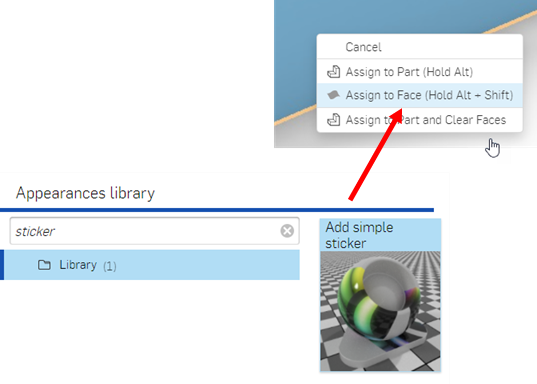 Cancel
Assign to Part (Hold Alt)
Assign to Face (Hold Alt + Shift)
Assign to Part and Clear Faces
Appearances library
sticker
Library (1)
Add simple
sticker